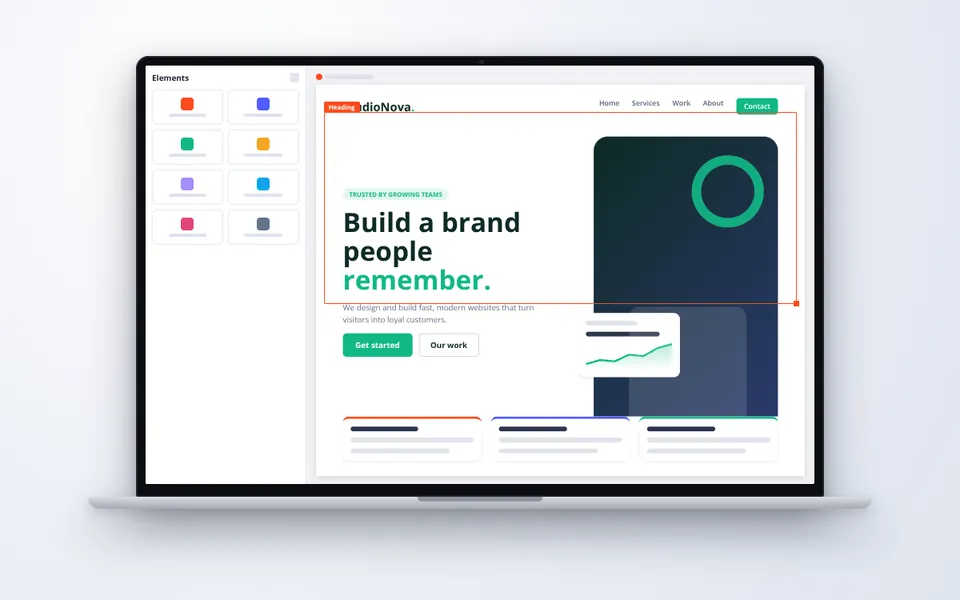 Elements
Heading
dioNova.
Home
Services
Work
About
Contact
TRUSTED BY GROWING TEAMS
Build a brand
people
remember.
We design and build fast, modern websites that turn
visitors into loyal customers.
Get started
Our work